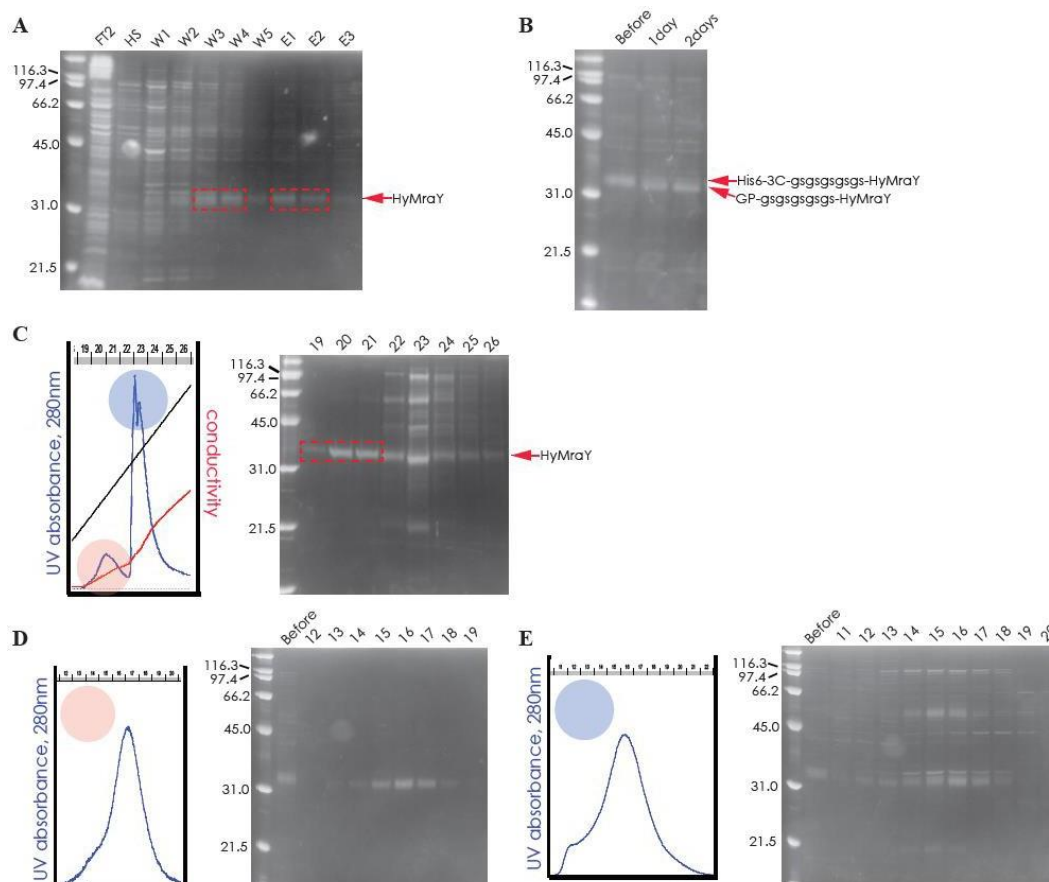 A
FT2 HS W1 W2 W3 W4 W5 E1 E2 E3
116.3
97.4
66.2
45.0
31.0
21.5
HyMraY
B
Before 1day 2days
116.3
97.4
66.2
45.0
31.0
21.5
His6-3C-gsgsgsgsgs-HyMraY
GP-gsgsgsgsgs-HyMraY
C
19 20 21 22 23 24 25 26
UV absorbance, 280nm
conductivity
19 20 21 22 23 24 25 26
116.3
97.4
66.2
45.0
31.0
21.5
HyMraY
D
UV absorbance, 280nm
Before 12 13 14 15 16 17 18 19
116.3
97.4
66.2
45.0
31.0
21.5
E
UV absorbance, 280nm
Before 11 12 13 14 15 16 17 18 19 20
116.3
97.4
66.2
45.0
31.0
21.5